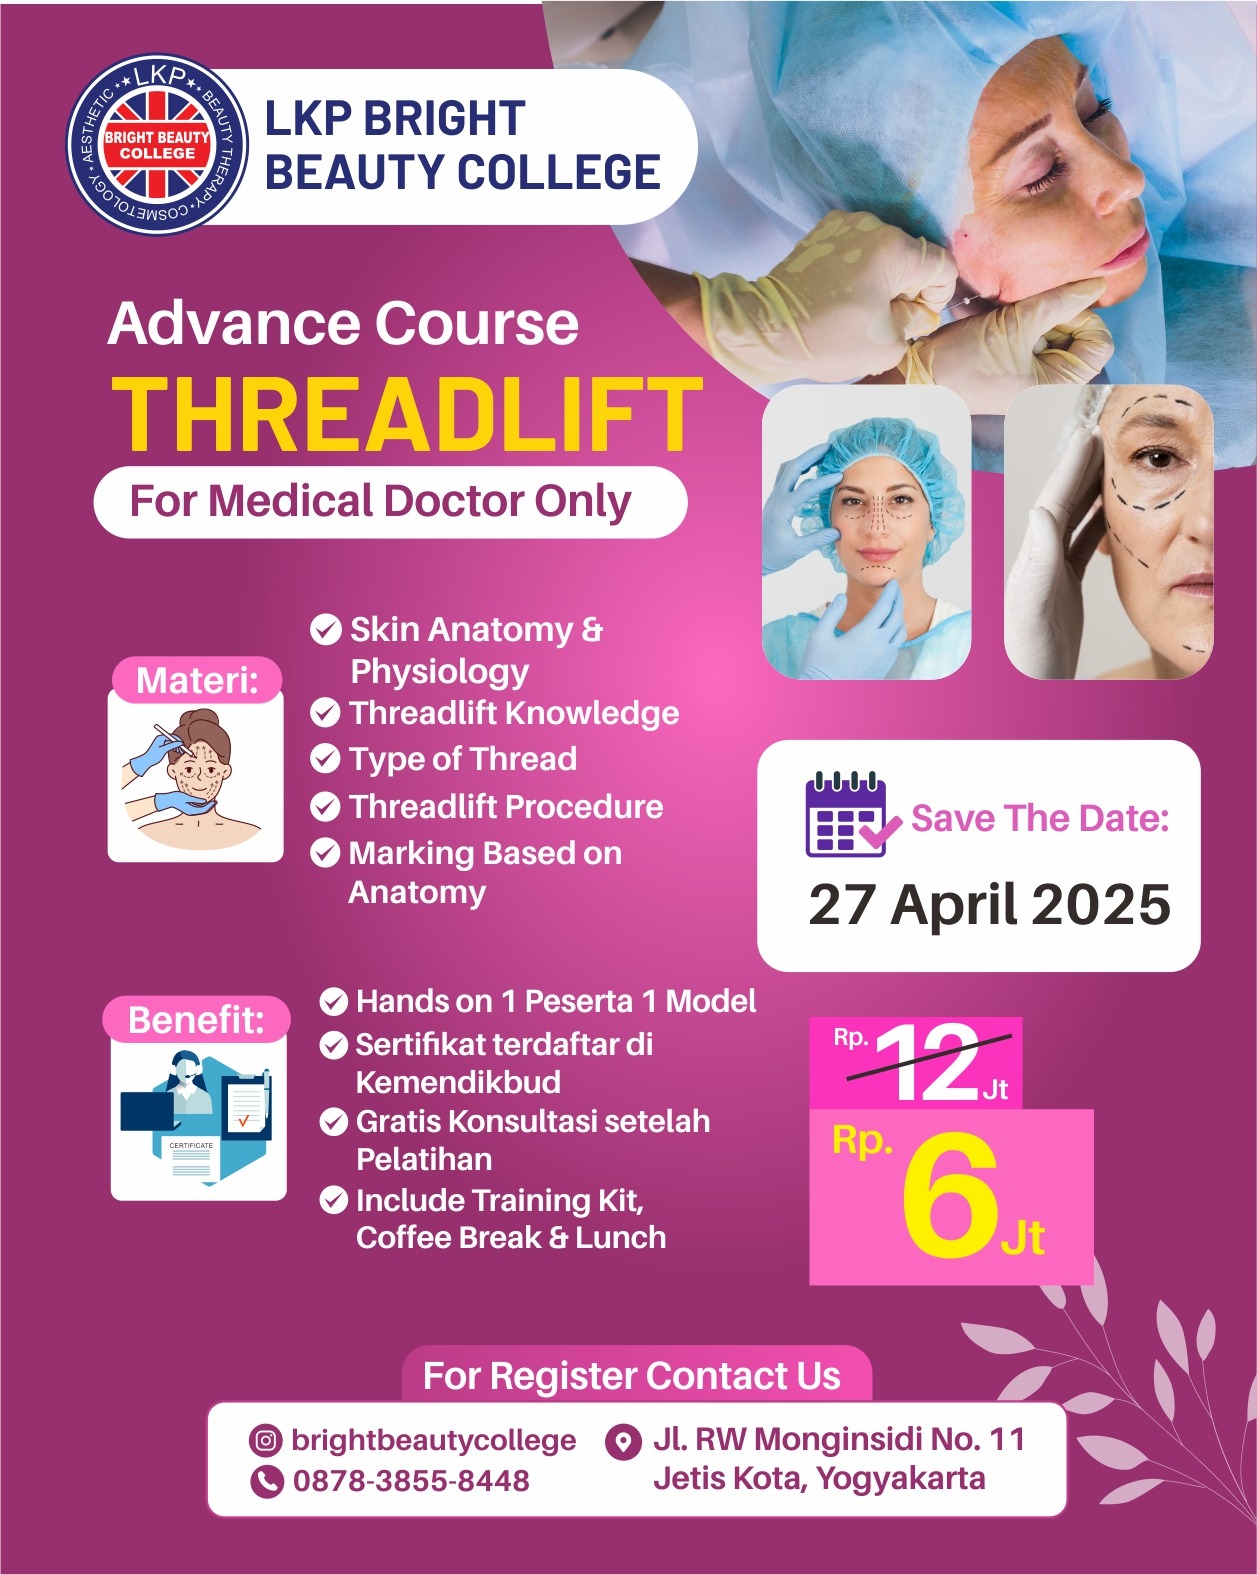 LKP
AESTHETIC
BEAUTY THERAPY
COSMETOLOGY
BRIGHT BEAUTY
COLLEGE
LKP BRIGHT
BEAUTY COLLEGE
Advance Course
THREADLIFT
For Medical Doctor Only
Materi:
Skin Anatomy &
Physiology
Threadlift Knowledge
Type of Thread
Threadlift Procedure
Marking Based on
Anatomy
Save The Date:
27 April 2025
Benefit:
CERTIFICATE
Hands on 1 Peserta 1 Model
Sertifikat terdaftar di
Kemendikbud
Gratis Konsultasi setelah
Pelatihan
Include Training Kit,
Coffee Break & Lunch
Rp. 12 Jt
Rp. 6 Jt
For Register Contact Us
brightbeautycollege
0878-3855-8448
Jl. RW Monginsidi No. 11
Jetis Kota, Yogyakarta